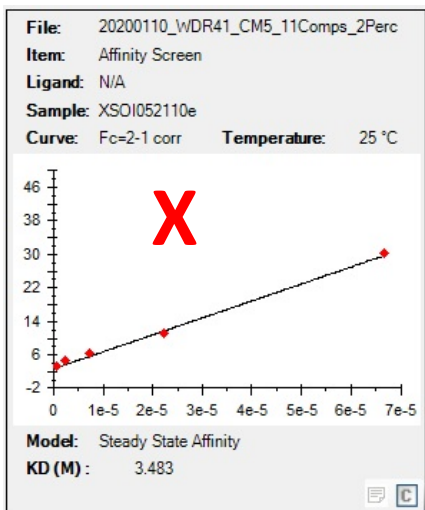 File: 20200110_WDR41_CM5_11Comps_2Perc
Item: Affinity Screen
Ligand: N/A
Sample: XSOI052110e
Curve: Fc=2-1 corr Temperature: 25 °C
X
46
38
30
22
14
6
-2
0 1e-5 2e-5 3e-5 4e-5 5e-5 6e-5 7e-5
Model: Steady State Affinity
KD (M) : 3.483
C